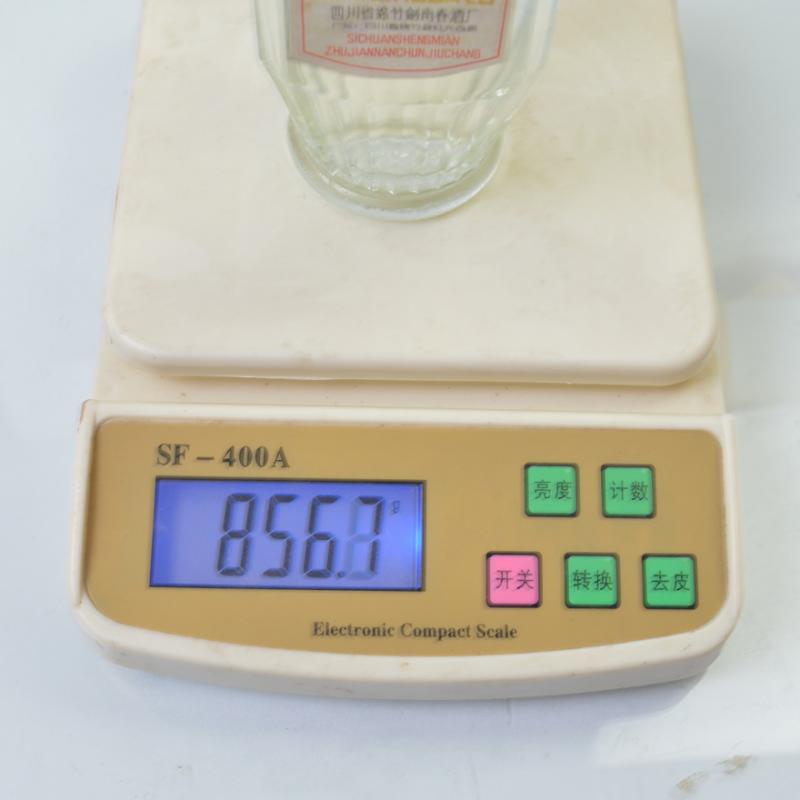 四川省绵竹剑南春酒厂
SICHUANSHENGMIAN
ZHUJIANNANCHUNJIUCHANG
SF-400A
856.7 g
亮度 计数
开关 转换 去皮
Electronic Compact Scale